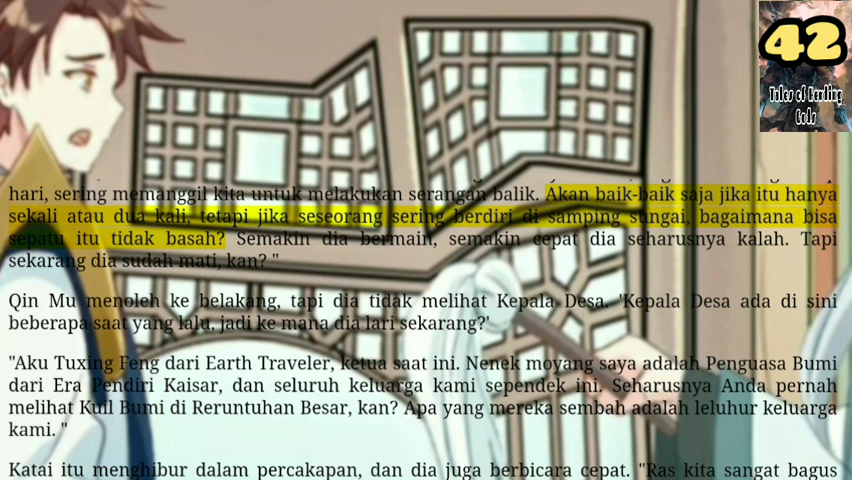 42
Tales of Herding
Gods
hari, sering memanggil kita untuk melakukan serangan balik. Akan baik-baik saja jika itu hanya
sekali atau dua kali, tetapi jika seseorang sering berdiri di samping sungai, bagaimana bisa
sepatu itu tidak basah? Semakin dia bermain, semakin cepat dia seharusnya kalah. Tapi
sekarang dia sudah mati, kan? "
Qin Mu menoleh ke belakang, tapi dia tidak melihat Kepala Desa. 'Kepala Desa ada di sini
beberapa saat yang lalu, jadi ke mana dia lari sekarang?'
"Aku Tuxing Feng dari Earth Traveler, ketua saat ini. Nenek moyang saya adalah Penguasa Bumi
dari Era Pendiri Kaisar, dan seluruh keluarga kami sependek ini. Seharusnya Anda pernah
melihat Kuil Bumi di Reruntuhan Besar, kan? Apa yang mereka sembah adalah leluhur keluarga
kami. "
Katai itu menghibur dalam percakapan, dan dia juga berbicara cepat. "Ras kita sangat bagus